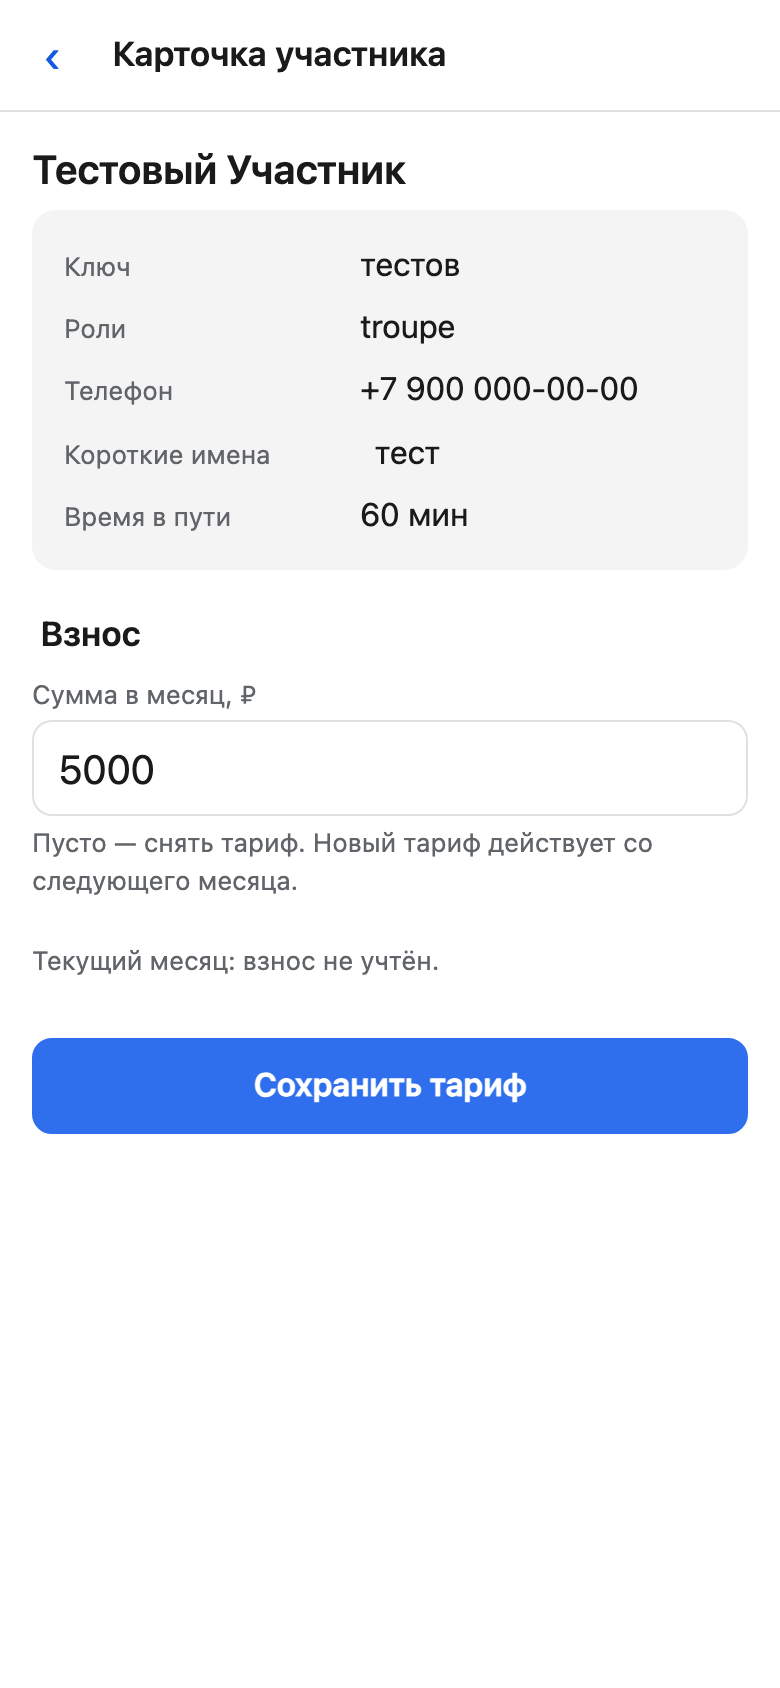 ‹ Карточка участника
Тестовый Участник
Ключ тестов
Роли troupe
Телефон +7 900 000-00-00
Короткие имена тест
Время в пути 60 мин
Взнос
Сумма в месяц, ₽
5000
Пусто — снять тариф. Новый тариф действует со
следующего месяца.
Текущий месяц: взнос не учтён.
Сохранить тариф